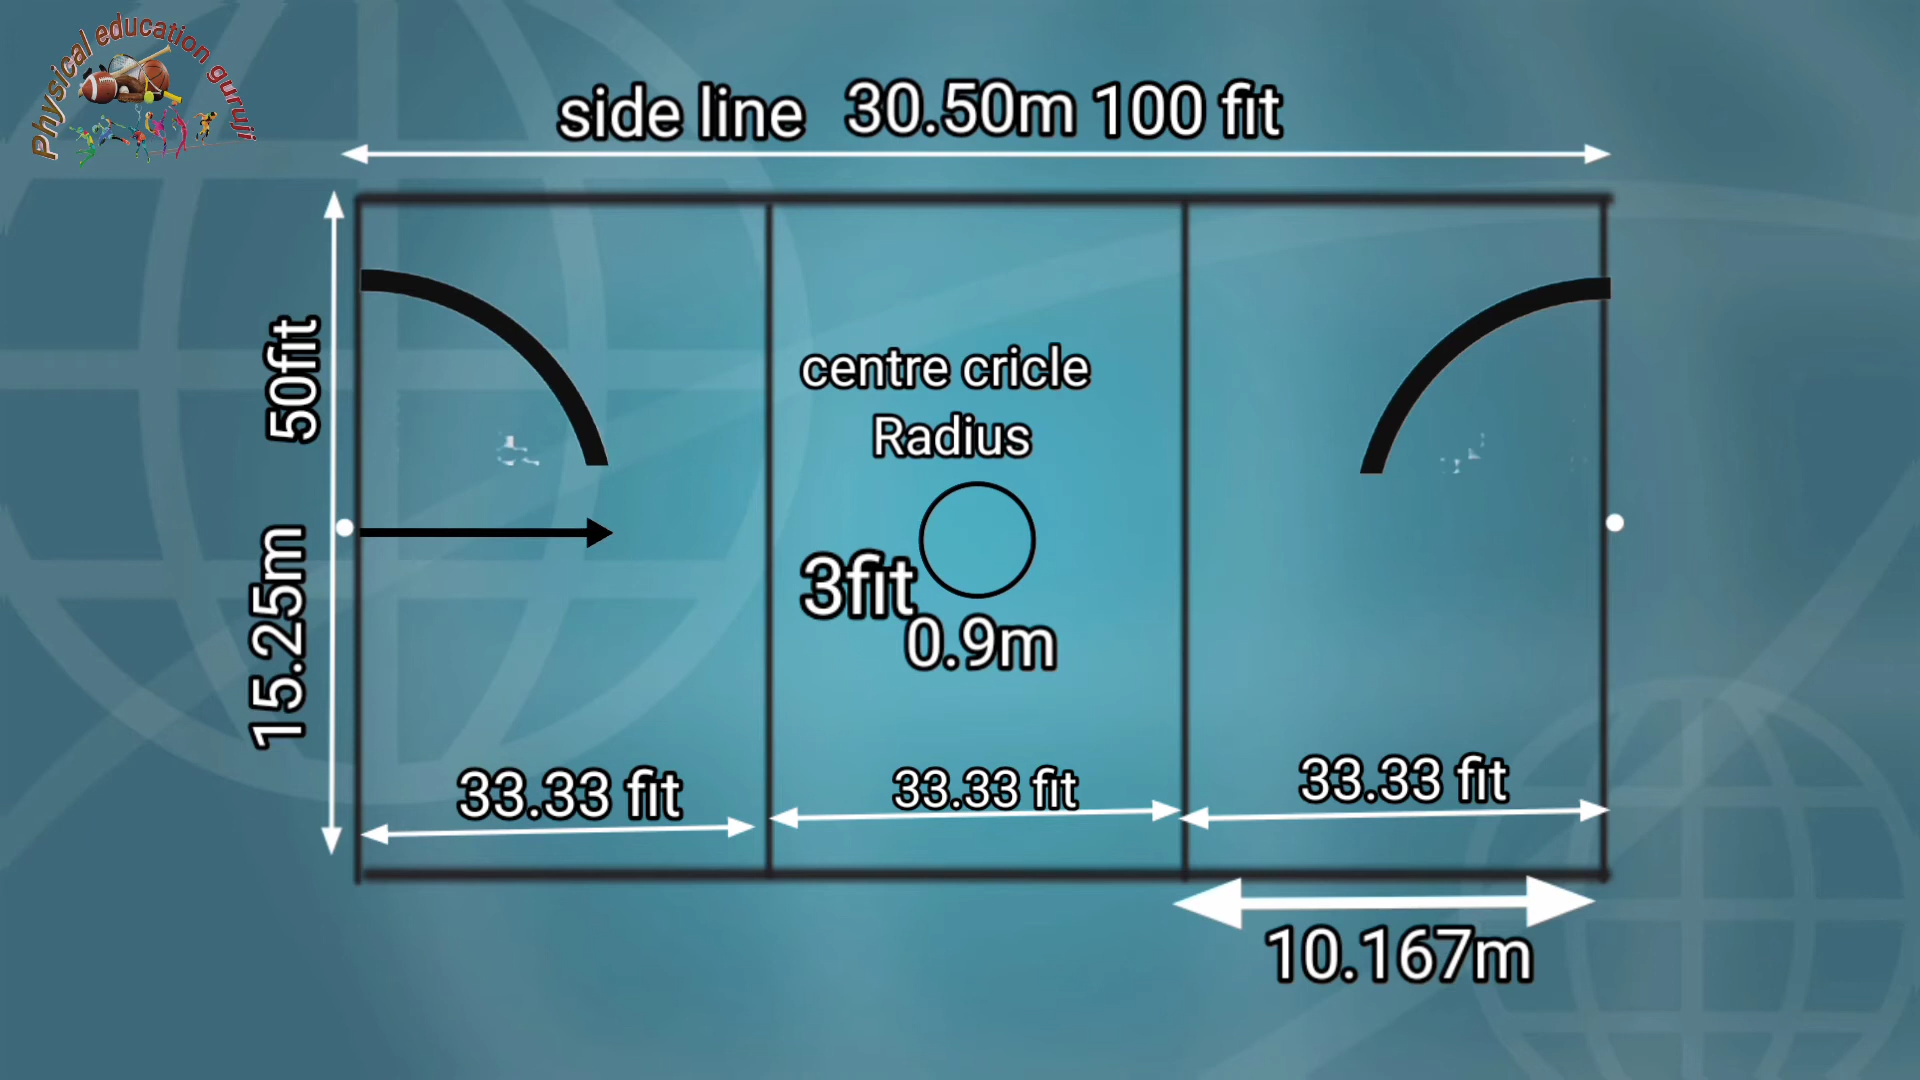 Physical education guruji
side line 30.50m 100 fit
50fit
15.25m
centre cricle
Radius
3fit
0.9m
33.33 fit
33.33 fit
33.33 fit
10.167m